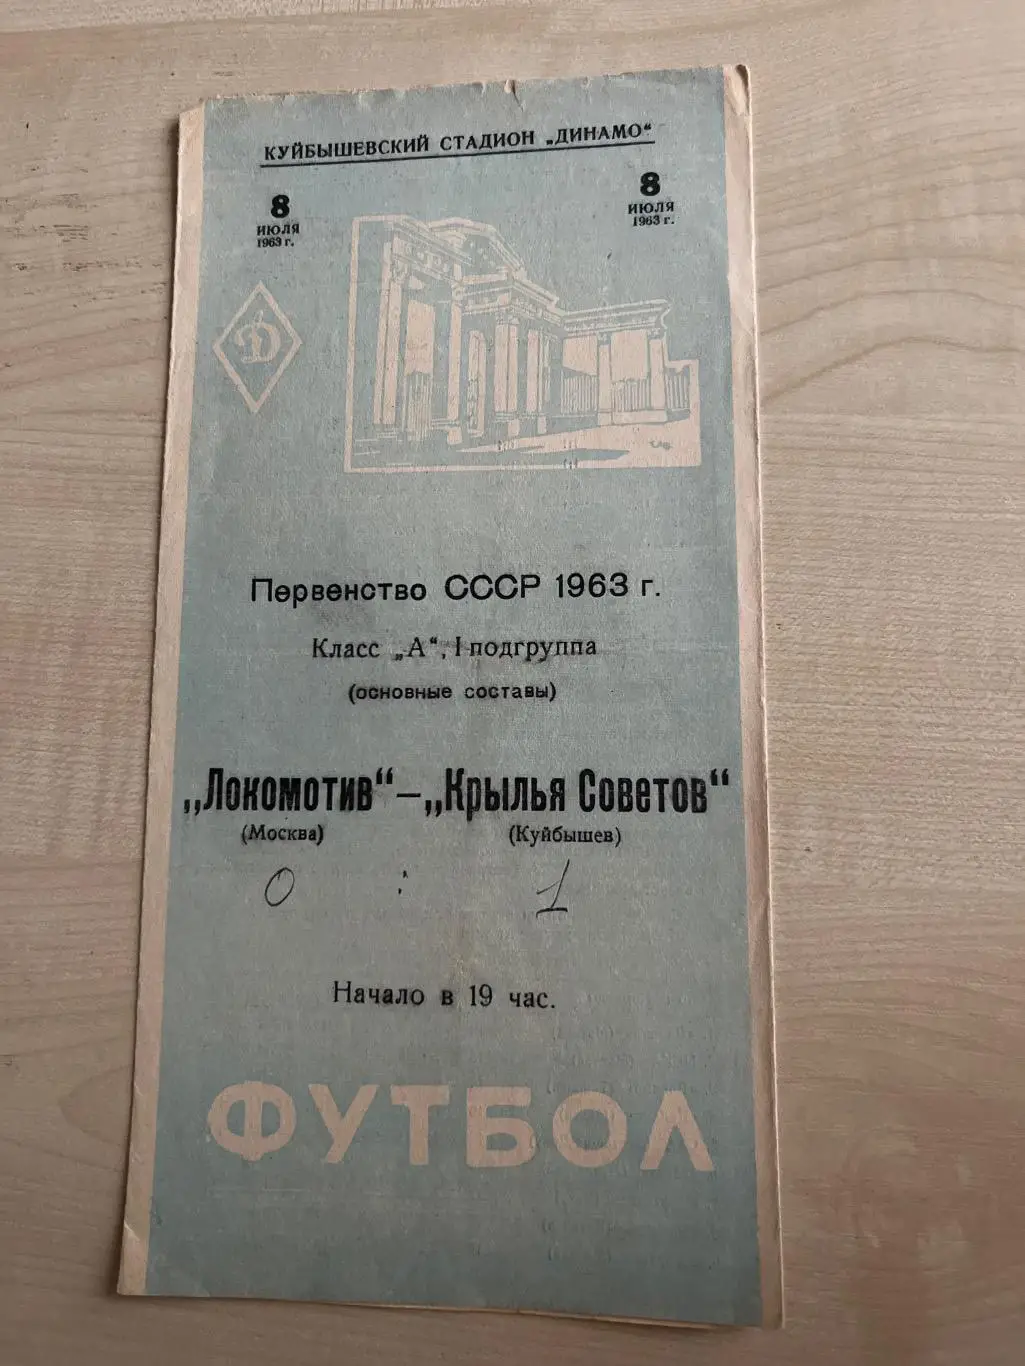 КУЙБЫШЕВСКИЙ СТАДИОН „ДИНАМО“
8 8
ИЮЛЯ ИЮЛЯ
1963 г. 1963 г.
Д
Первенство СССР 1963 г.
Класс „А“, I подгруппа
(основные составы)
„Локомотив“ – „Крылья Советов“
(Москва) (Куйбышев)
0 : 1
Начало в 19 час.
ФУТБОЛ